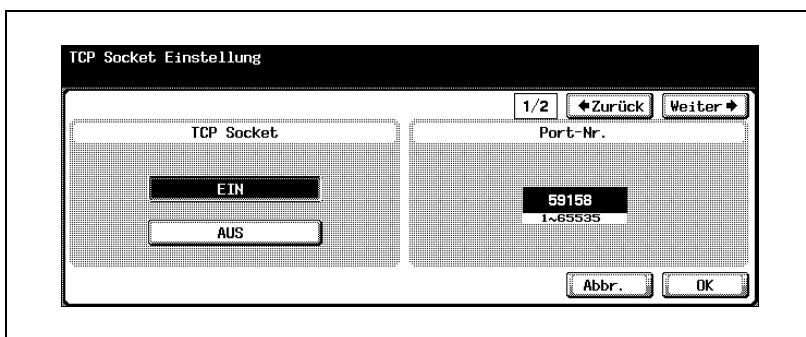 TCP Socket Einstellung
1/2 ←Zurück Weiter→
TCP Socket
Port-Nr.
EIN
59158
1~65535
AUS
Abbr. OK